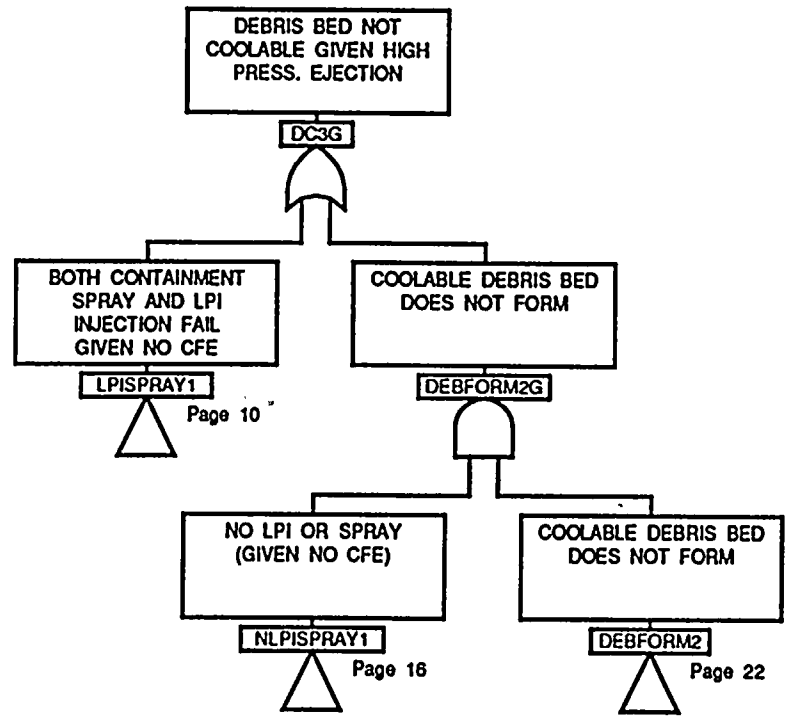 DEBRIS BED NOT
COOLABLE GIVEN HIGH
PRESS. EJECTION
DC3G
BOTH CONTAINMENT
SPRAY AND LPI
INJECTION FAIL
GIVEN NO CFE
LPISPRAY1
Page 10
COOLABLE DEBRIS BED
DOES NOT FORM
DEBFORM2G
NO LPI OR SPRAY
(GIVEN NO CFE)
NLPISPRAY1
Page 16
COOLABLE DEBRIS BED
DOES NOT FORM
DEBFORM2
Page 22